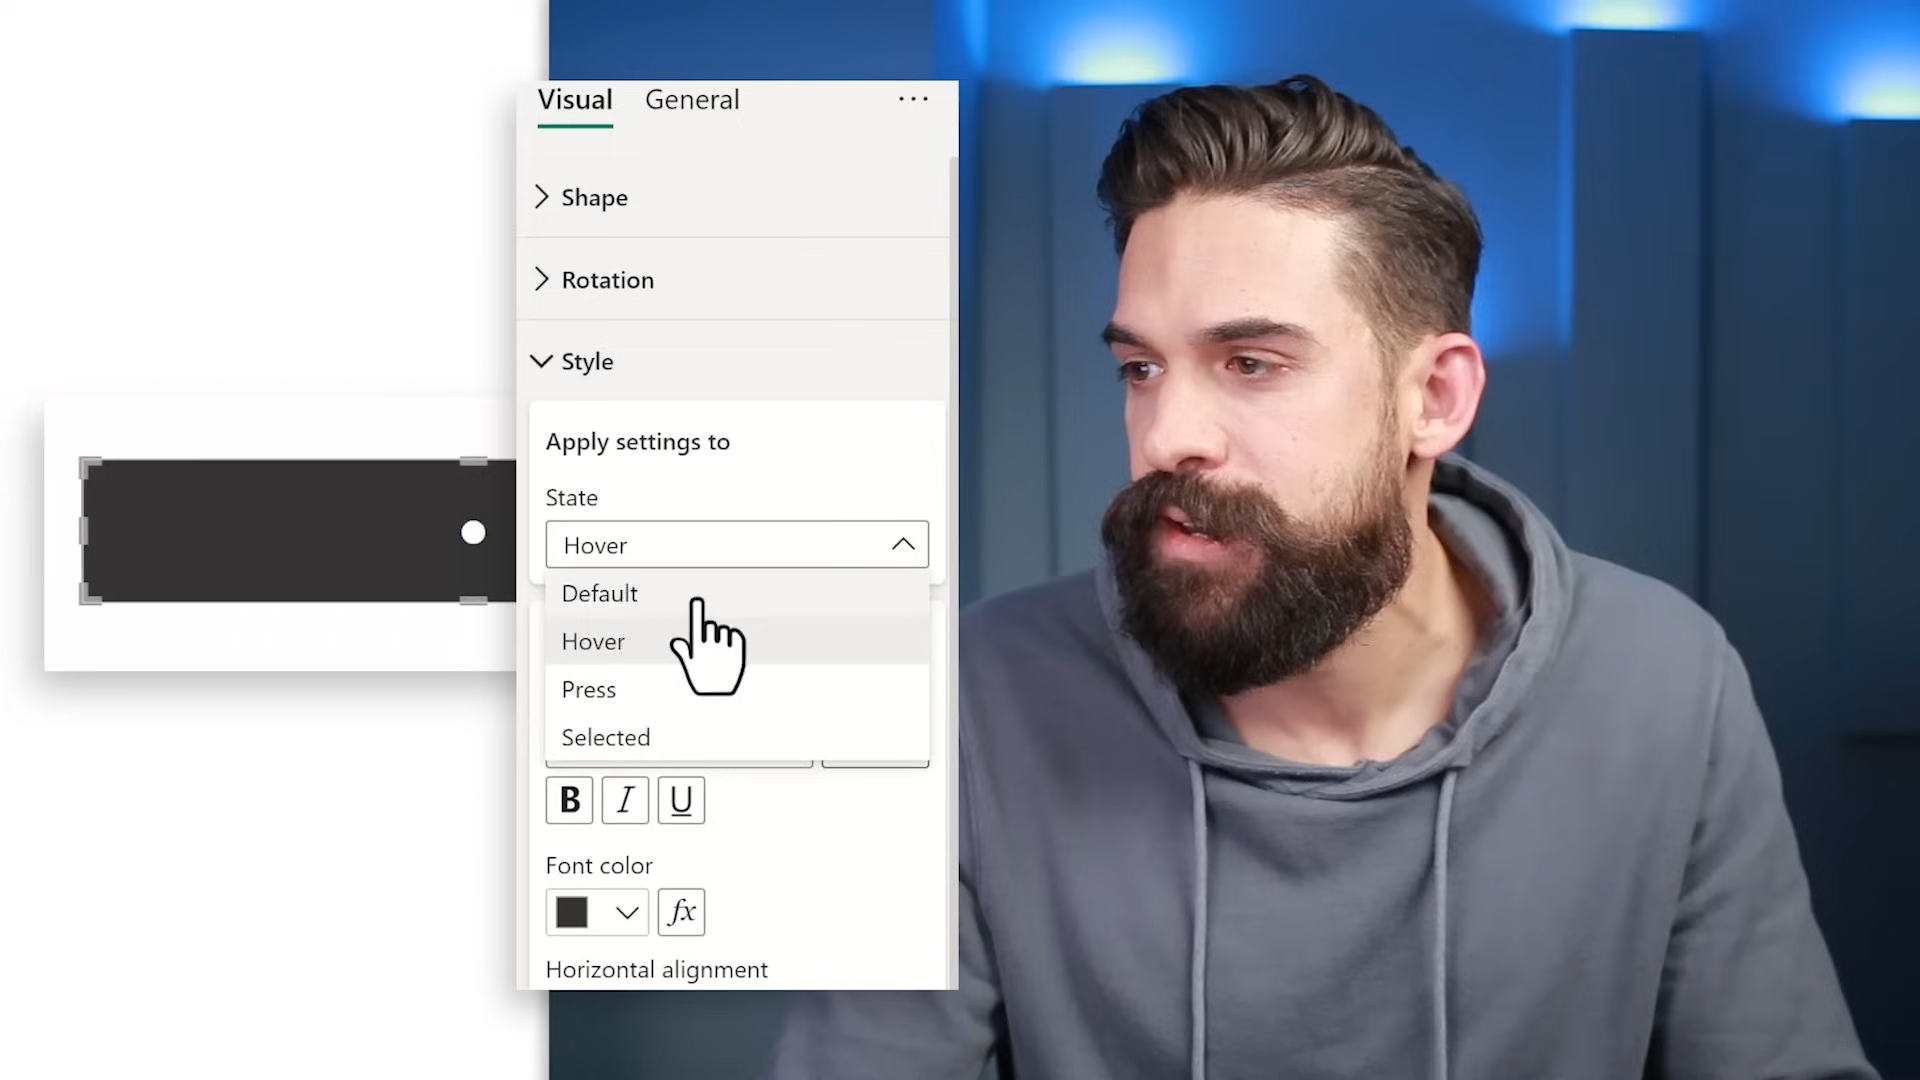 Visual General ...
Shape
Rotation
Style
Apply settings to
State
Hover
Default
Hover
Press
Selected
B I U
Font color
fx
Horizontal alignment